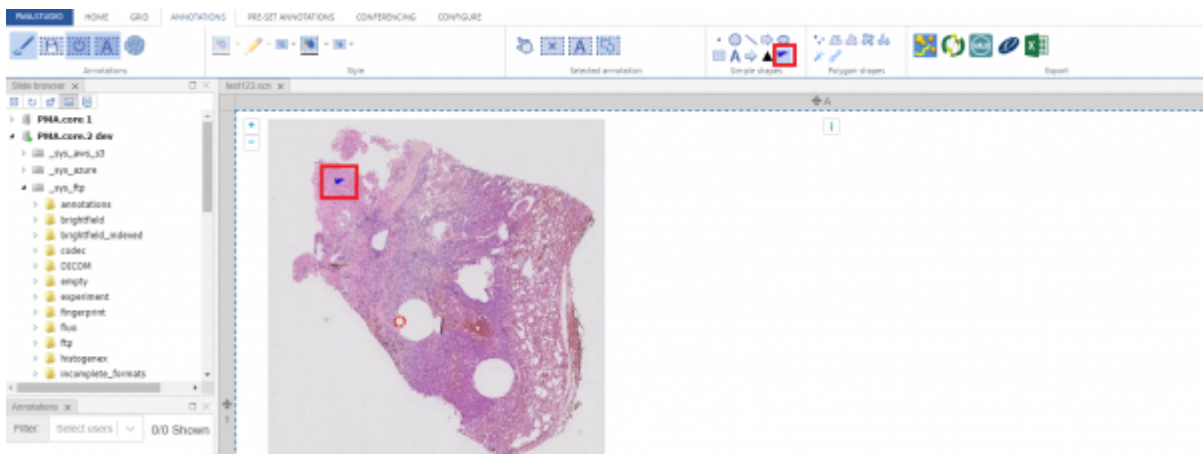 PMA.STUDIO HOME GRID ANNOTATIONS PRE-SET ANNOTATIONS CONFERENCING CONFIGURE
A A A
Annotations Style Selected annotation Simple shapes Polygon shapes Export
Slide browser x test123.scn x
A
PMA.core 1
PMA.core.2 dev
_sys_aws_s3
_sys_azure
_sys_ftp
annotations
brightfield
brightfield_indexed
codec
DICOM
empty
experiment
fingerprint
fluo
ftp
histogenex
incomplete_formats
Annotations x
1
Filter: Select users 0/0 Shown